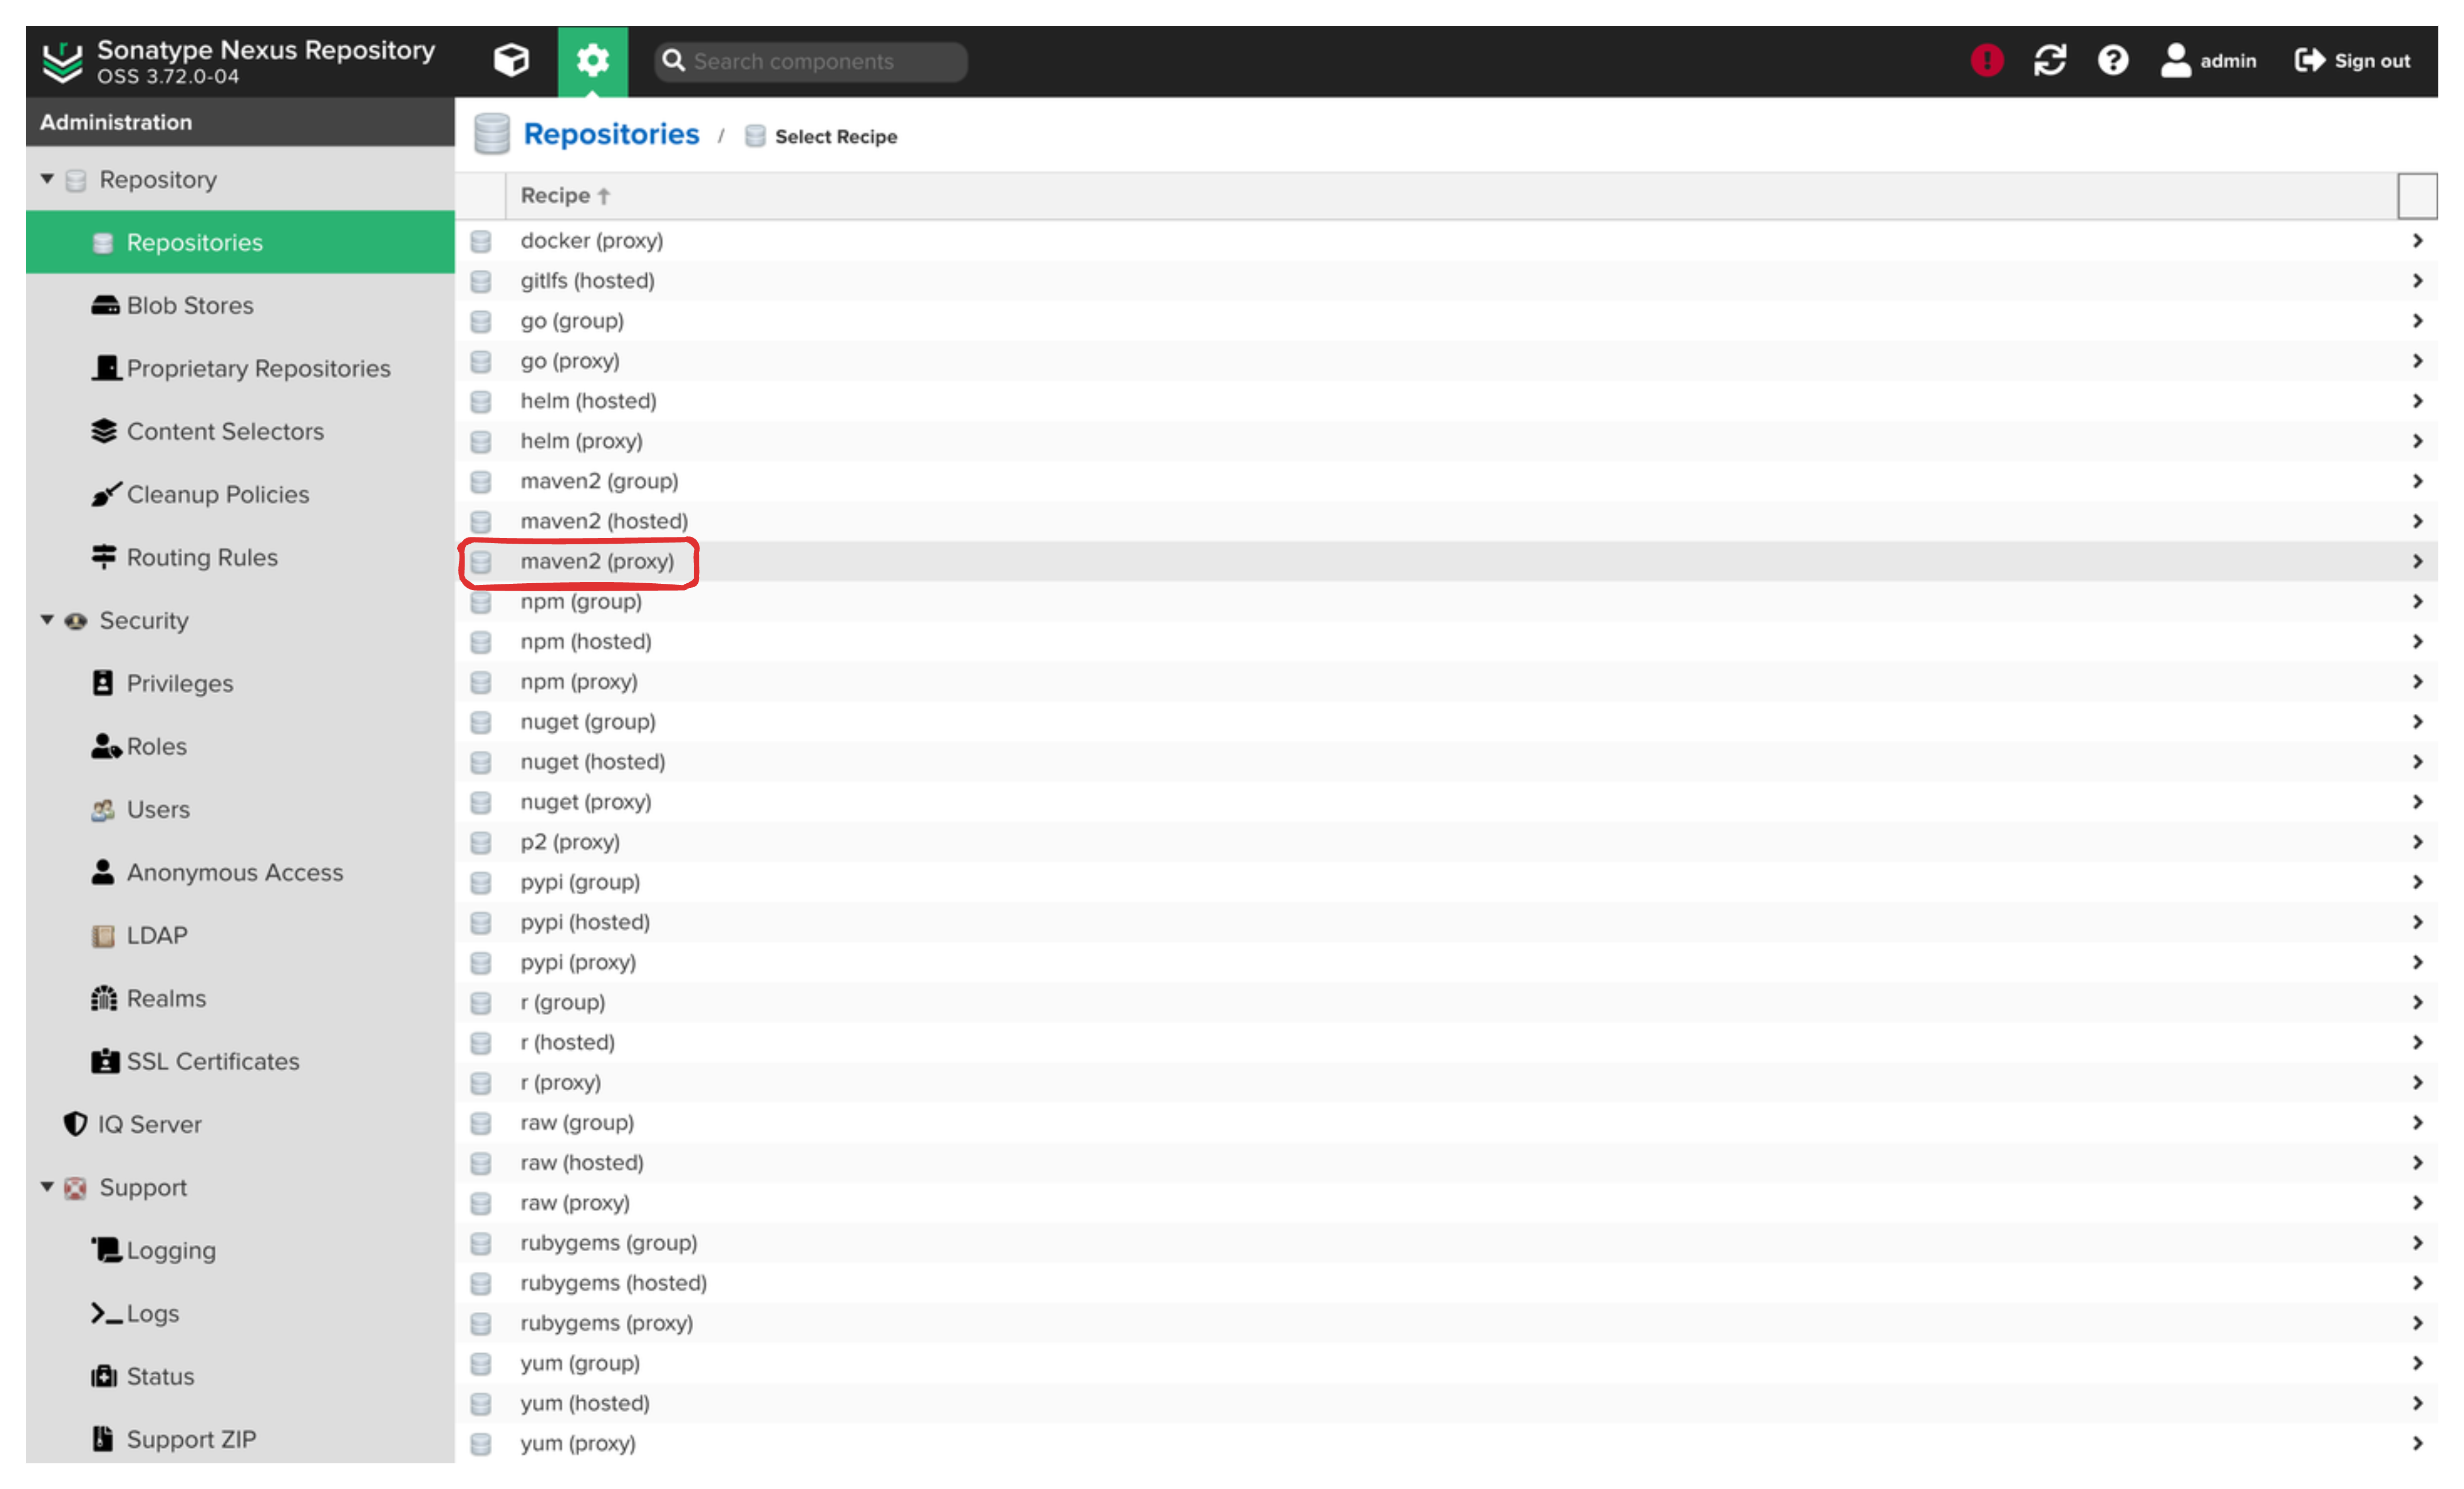 Sonatype Nexus Repository
OSS 3.72.0-04
Search components
admin
Sign out
Administration
Repository
Repositories
Blob Stores
Proprietary Repositories
Content Selectors
Cleanup Policies
Routing Rules
Security
Privileges
Roles
Users
Anonymous Access
LDAP
Realms
SSL Certificates
IQ Server
Support
Logging
Logs
Status
Support ZIP
Repositories / Select Recipe
Recipe
docker (proxy)
gitlfs (hosted)
go (group)
go (proxy)
helm (hosted)
helm (proxy)
maven2 (group)
maven2 (hosted)
maven2 (proxy)
npm (group)
npm (hosted)
npm (proxy)
nuget (group)
nuget (hosted)
nuget (proxy)
p2 (proxy)
pypi (group)
pypi (hosted)
pypi (proxy)
r (group)
r (hosted)
r (proxy)
raw (group)
raw (hosted)
raw (proxy)
rubygems (group)
rubygems (hosted)
rubygems (proxy)
yum (group)
yum (hosted)
yum (proxy)